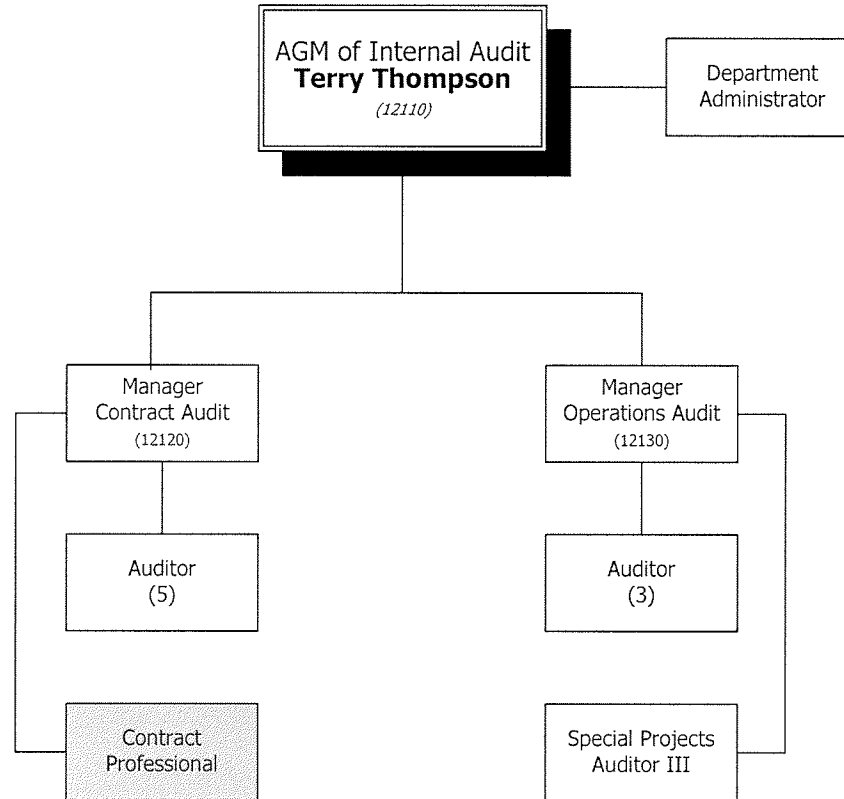 AGM of Internal Audit
Terry Thompson
(12110)
Department
Administrator
Manager
Contract Audit
(12120)
Manager
Operations Audit
(12130)
Auditor
(5)
Auditor
(3)
Contract
Professional
Special Projects
Auditor III